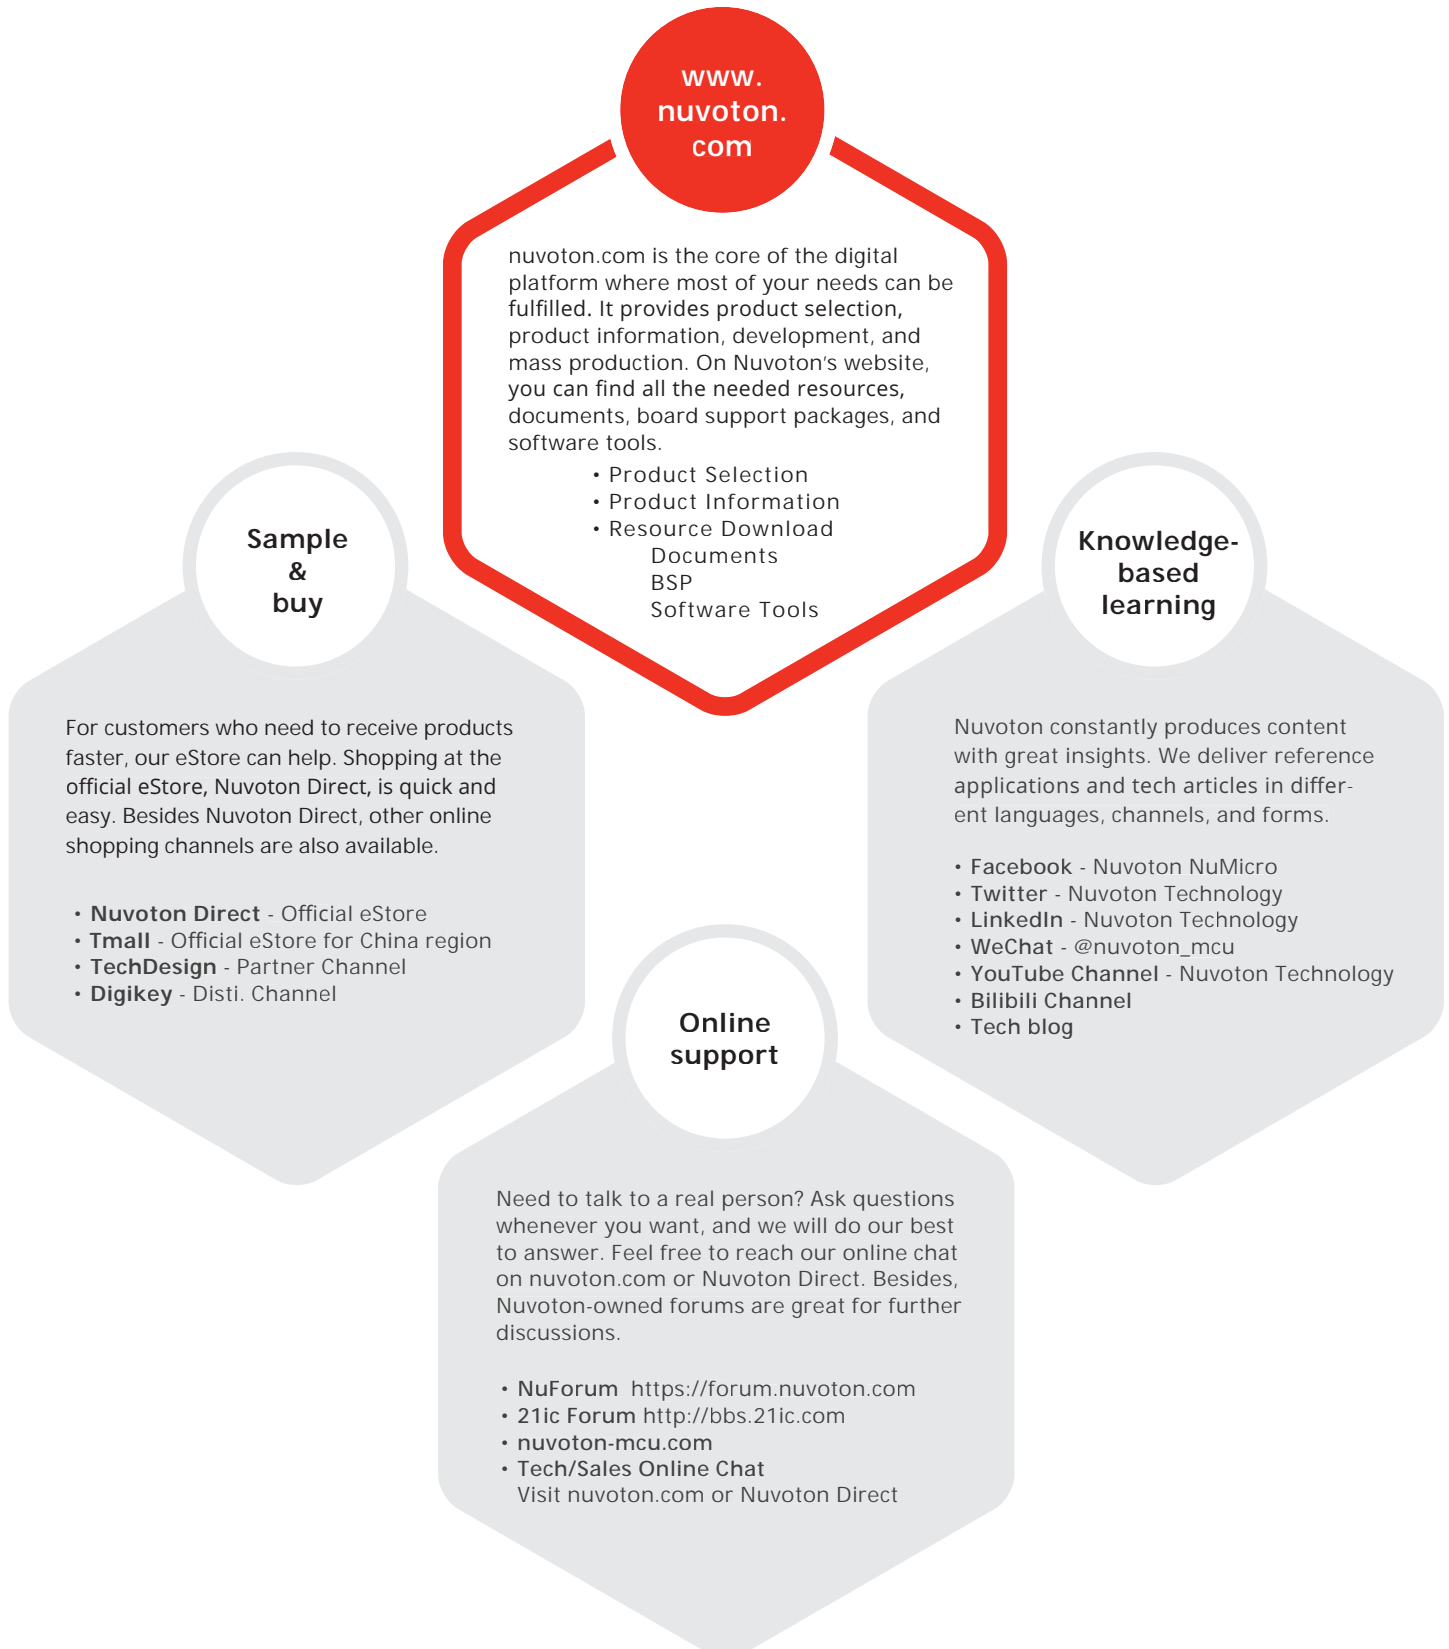 www.
nuvoton.
com
nuvoton.com is the core of the digital
platform where most of your needs can be
fulfilled. It provides product selection,
product information, development, and
mass production. On Nuvoton's website,
you can find all the needed resources,
documents, board support packages, and
software tools.
• Product Selection
• Product Information
• Resource Download
Documents
BSP
Software Tools
Sample
&
buy
For customers who need to receive products
faster, our eStore can help. Shopping at the
official eStore, Nuvoton Direct, is quick and
easy. Besides Nuvoton Direct, other online
shopping channels are also available.
• Nuvoton Direct - Official eStore
• Tmall - Official eStore for China region
• TechDesign - Partner Channel
• Digikey - Disti. Channel
Knowledge-
based
learning
Nuvoton constantly produces content
with great insights. We deliver reference
applications and tech articles in differ-
ent languages, channels, and forms.
• Facebook - Nuvoton NuMicro
• Twitter - Nuvoton Technology
• LinkedIn - Nuvoton Technology
• WeChat - @nuvoton_mcu
• YouTube Channel - Nuvoton Technology
• Bilibili Channel
• Tech blog
Online
support
Need to talk to a real person? Ask questions
whenever you want, and we will do our best
to answer. Feel free to reach our online chat
on nuvoton.com or Nuvoton Direct. Besides,
Nuvoton-owned forums are great for further
discussions.
• NuForum https://forum.nuvoton.com
• 21ic Forum http://bbs.21ic.com
• nuvoton-mcu.com
• Tech/Sales Online Chat
Visit nuvoton.com or Nuvoton Direct